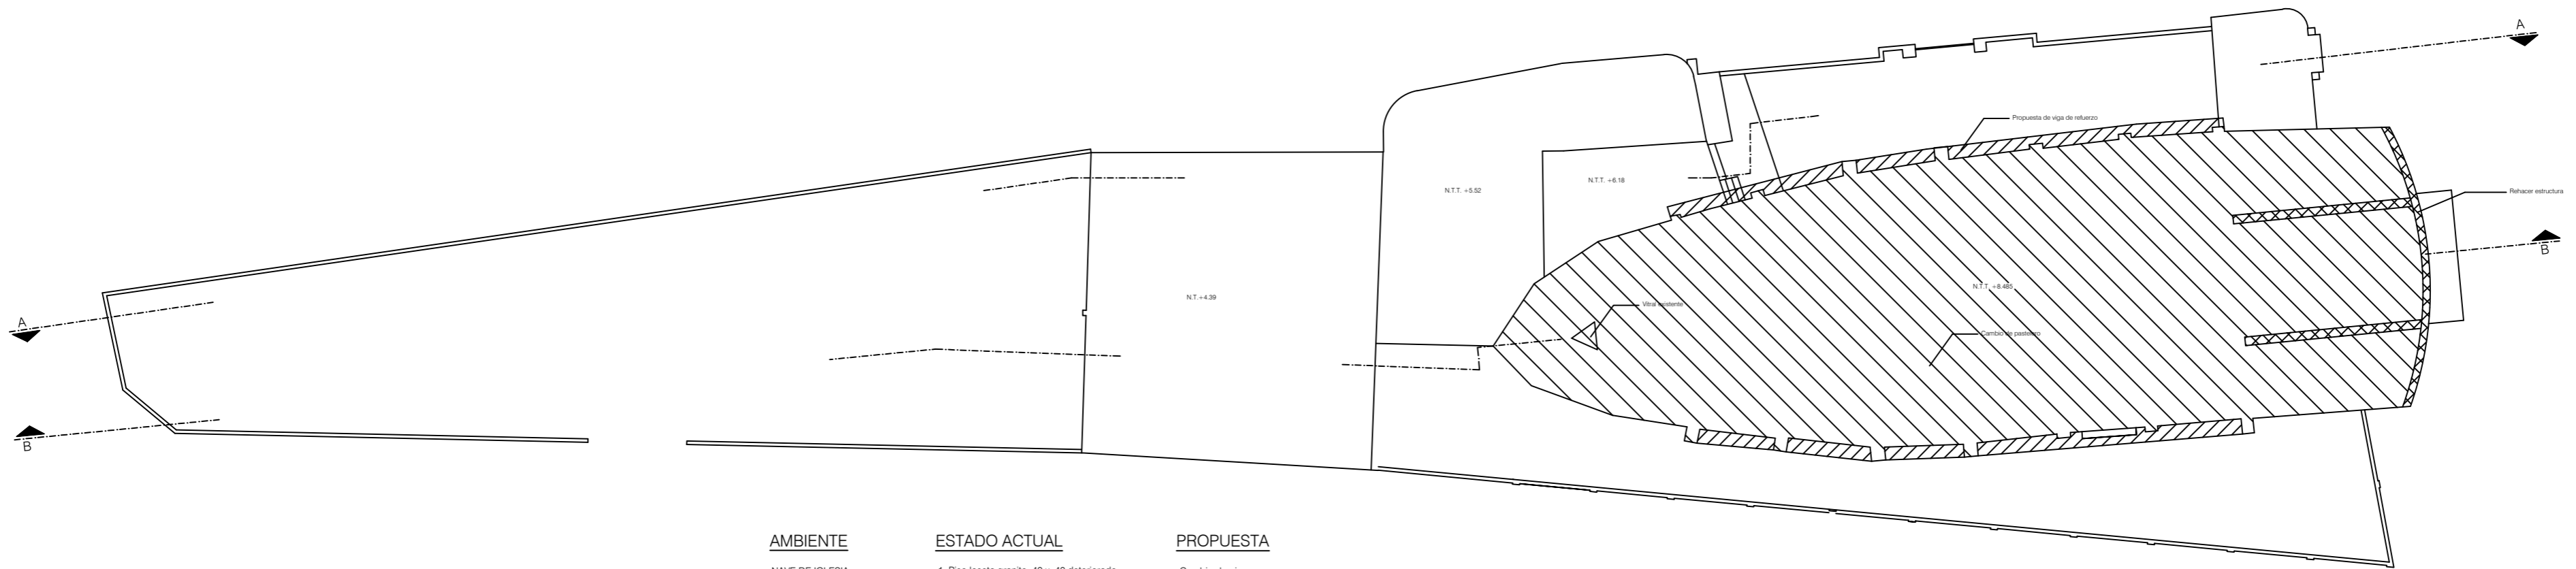 A
Propuesta de viga de refuerzo
N.T.T. +5.52
N.T.T. +6.18
Rehacer estructura
B
N.T.T. +8.485
N.T.+4.39
Vitral existente
A
Cambio de pastelero
B
AMBIENTE ESTADO ACTUAL PROPUESTA